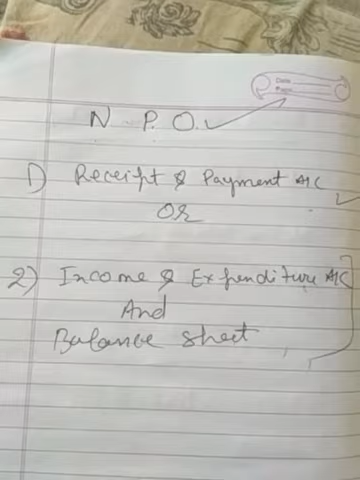 Date
Page
N. P. O.
1) Receipt & Payment A/C
OR
2) Income & Expenditure A/C
And
Balance sheet